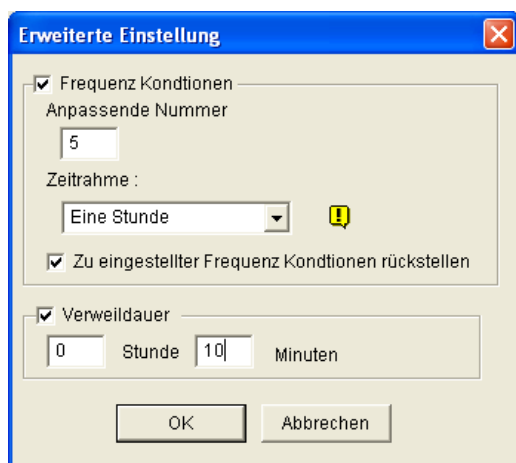 Erweiterte Einstellung
Frequenz Kondtionen
Anpassende Nummer
5
Zeitrahme :
Eine Stunde
Zu eingestellter Frequenz Kondtionen rückstellen
Verweildauer
0 Stunde 10 Minuten
OK Abbrechen